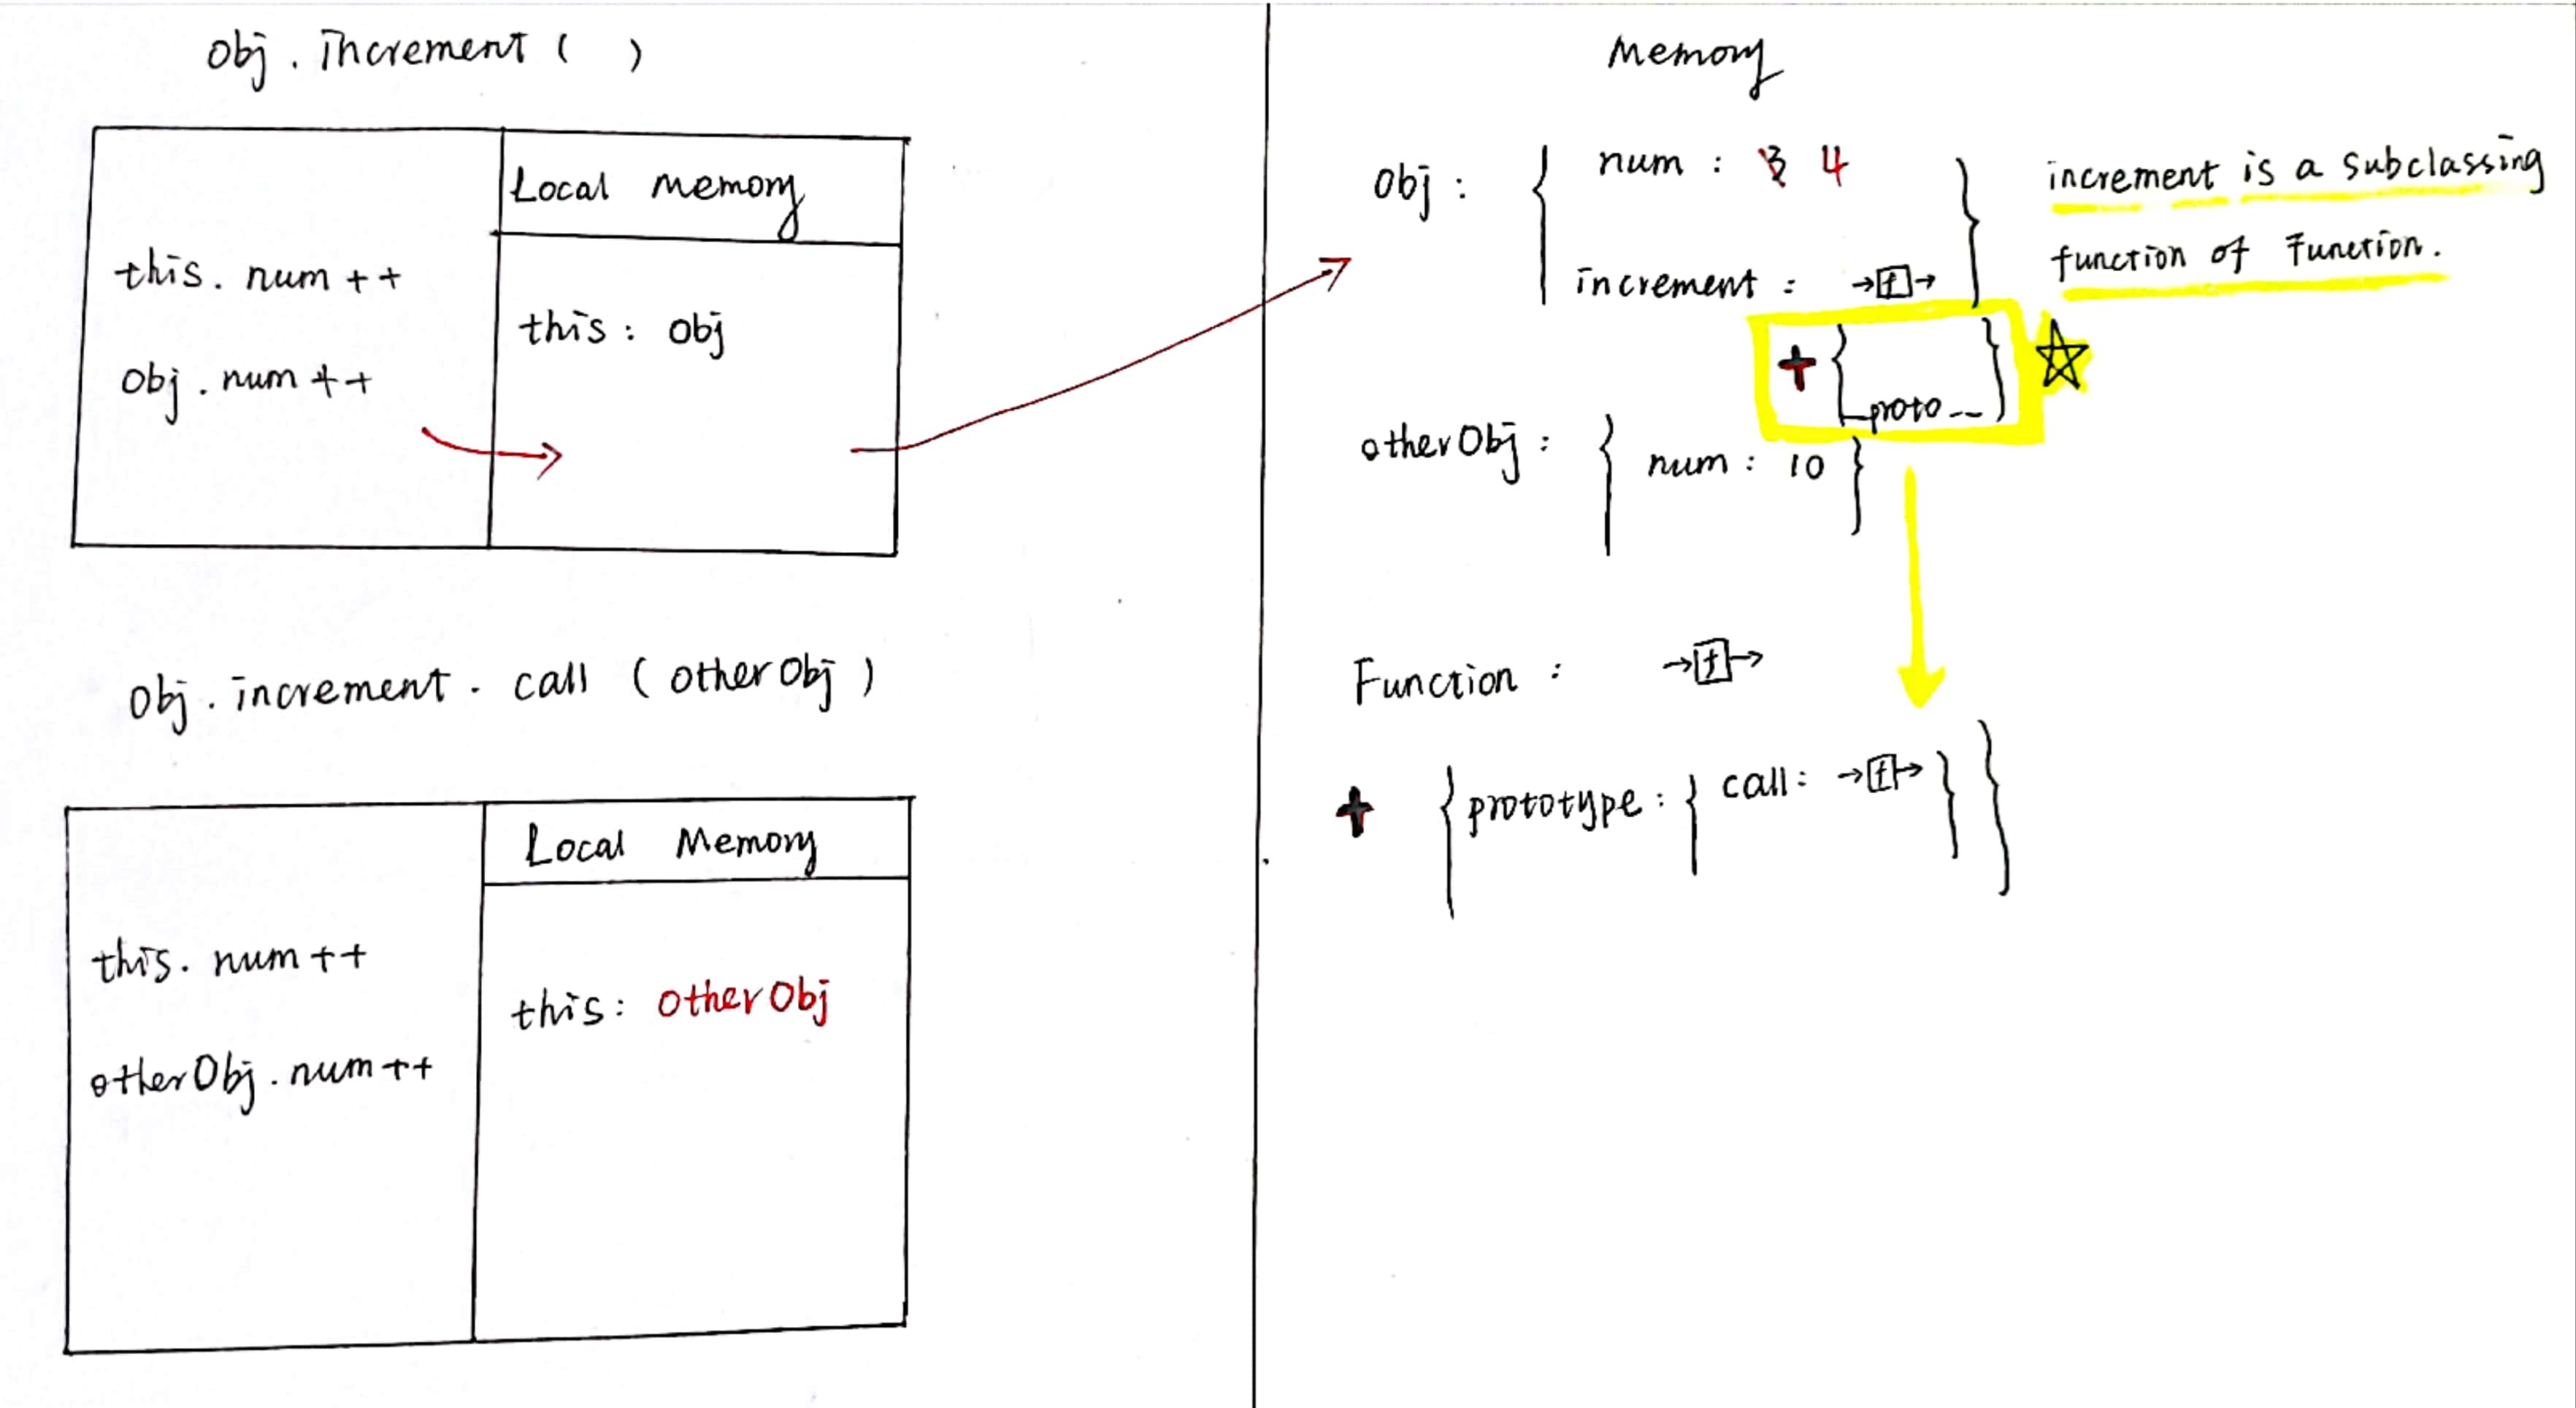 obj . increment ( )
Local memory
this. num ++
this : obj
obj . num ++
obj . increment . call ( otherObj )
Local Memory
this. num ++
this: otherObj
otherObj . num ++
Memory
obj : { num : 3 4
increment : →[f]→ }
increment is a subclassing
function of Function.
+ { __proto__ }
otherObj : { num : 10 }
Function : →[f]→
+ { prototype : { call : →[f]→ } }